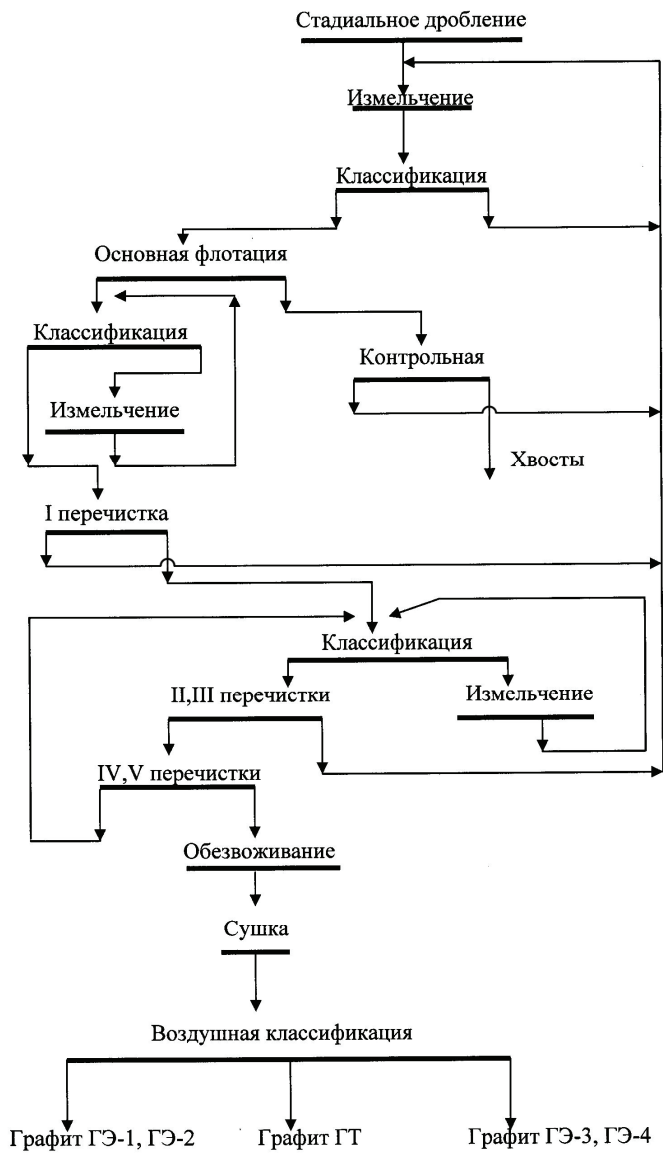 Стадиальное дробление
Измельчение
Классификация
Основная флотация
Классификация
Контрольная
Измельчение
Хвосты
I перечистка
Классификация
II,III перечистки
Измельчение
IV,V перечистки
Обезвоживание
Сушка
Воздушная классификация
Графит ГЭ-1, ГЭ-2
Графит ГТ
Графит ГЭ-3, ГЭ-4